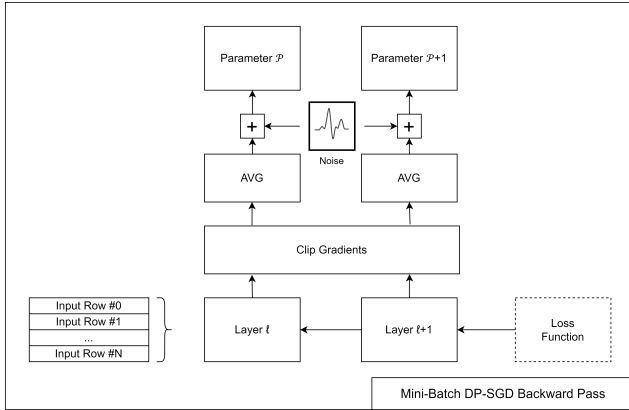 Parameter 𝒫
Parameter 𝒫+1
+
+
Noise
AVG
AVG
Clip Gradients
Input Row #0
Input Row #1
...
Input Row #N
Layer ℓ
Layer ℓ+1
Loss
Function
Mini-Batch DP-SGD Backward Pass